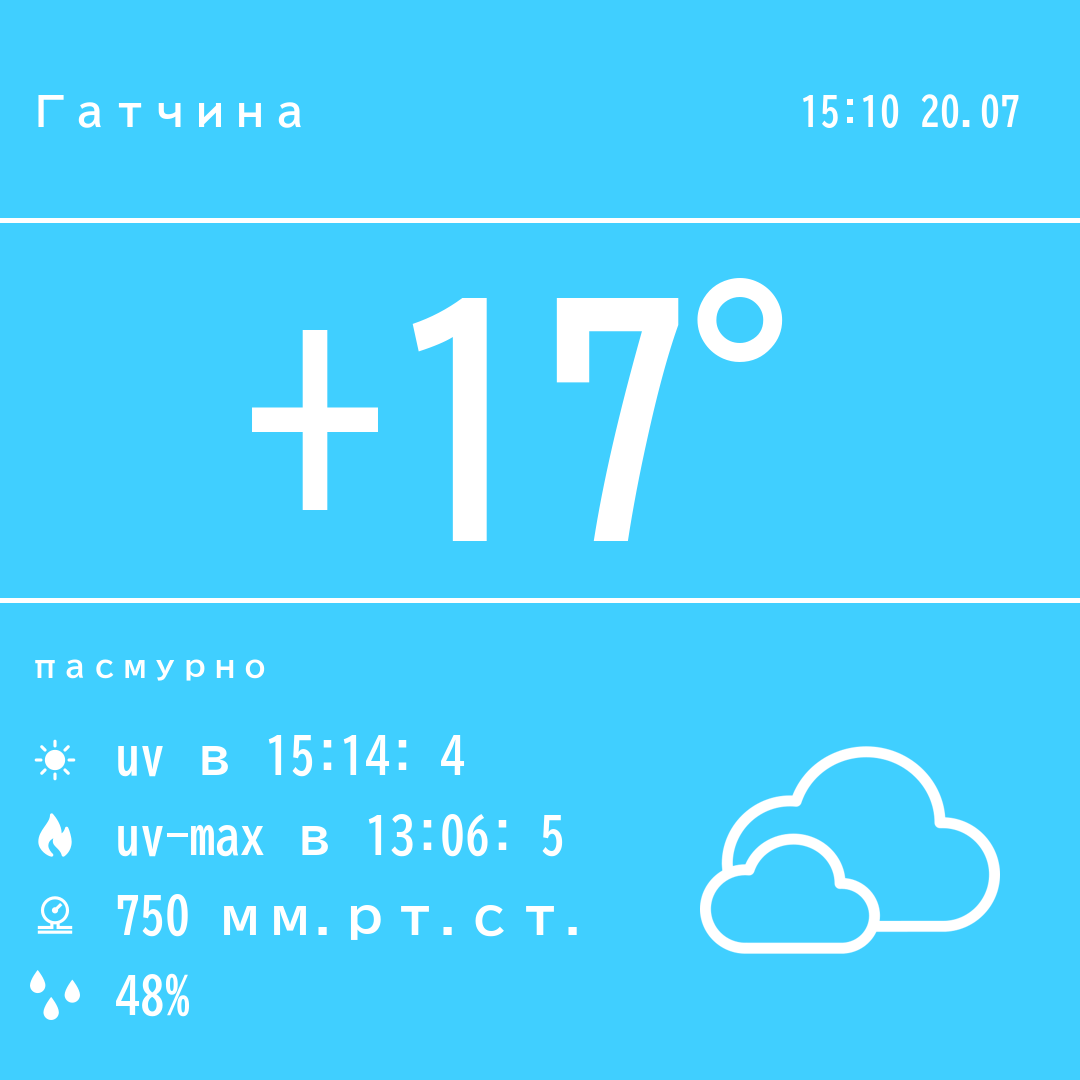 Гатчина 15:10 20.07
+17°
пасмурно
uv в 15:14: 4
uv-max в 13:06: 5
750 мм.рт.ст.
48%